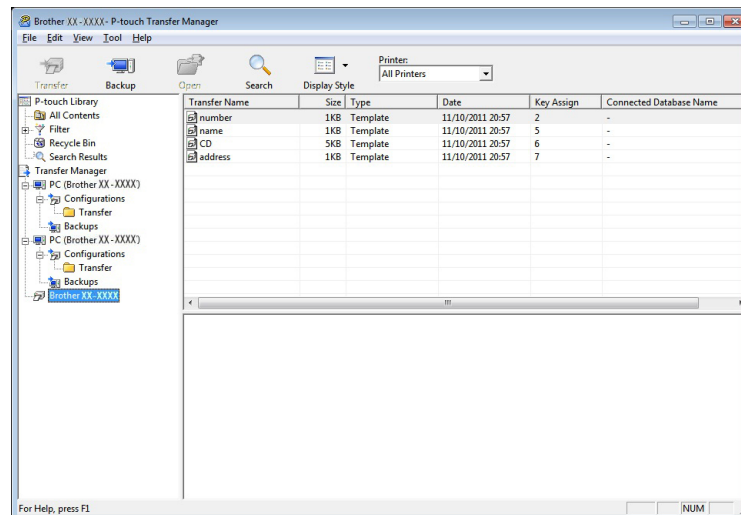 Brother XX-XXXX- P-touch Transfer Manager
File Edit View Tool Help
Transfer Backup Open Search Display Style
Printer:
All Printers
P-touch Library
All Contents
Filter
Recycle Bin
Search Results
Transfer Manager
PC (Brother XX-XXXX)
Configurations
Transfer
Backups
PC (Brother XX-XXXX)
Configurations
Transfer
Backups
Brother XX-XXXX
Transfer Name Size Type Date Key Assign Connected Database Name
number 1KB Template 11/10/2011 20:57 2 -
name 1KB Template 11/10/2011 20:57 5 -
CD 5KB Template 11/10/2011 20:57 6 -
address 1KB Template 11/10/2011 20:57 7 -
For Help, press F1
NUM